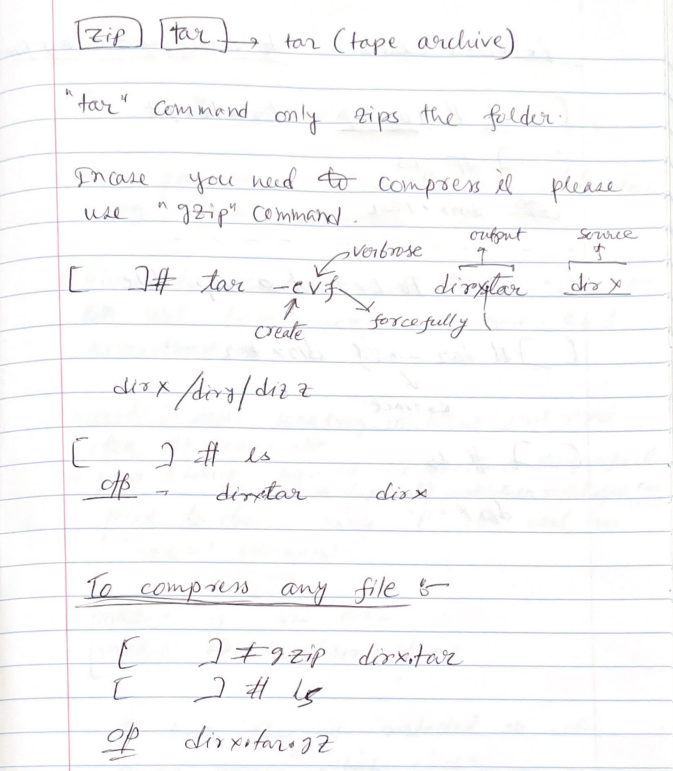 zip tar → tar (tape archive)
"tar" command only zips the folder.
Incase you need to compress it please
use "gzip" command.
verbrose output source
[ ]# tar -cvf dirx.tar dirx
create forcefully
dirx/diry/dirz
[ ] # ls
o/p - dirx.tar dirx
To compress any file :-
[ ] # gzip dirx.tar
[ ] # ls
o/p dirx.tar.gz